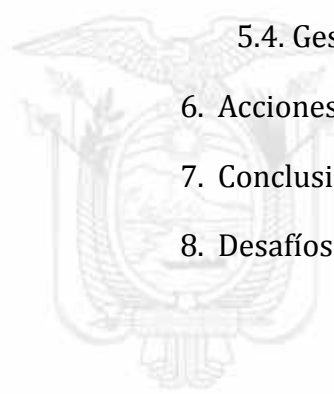 5.4. Ges
6. Acciones
7. Conclusi
8. Desafíos